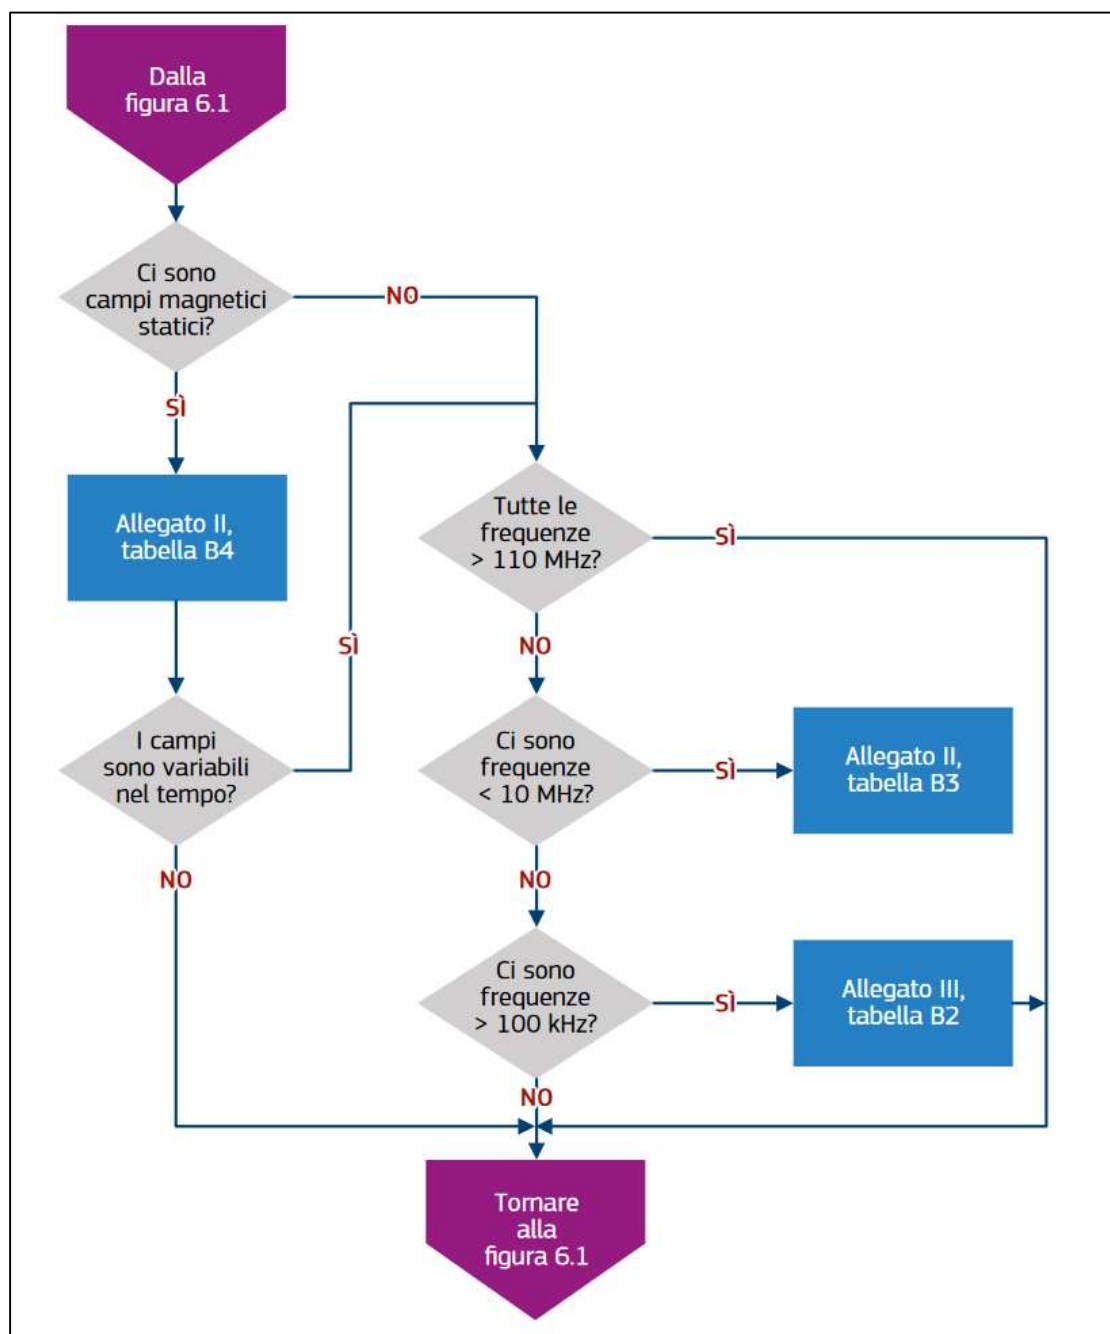 Dalla
figura 6.1
Ci sono
campi magnetici
statici?
NO
SÌ
Allegato II,
tabella B4
SÌ
I campi
sono variabili
nel tempo?
NO
Tutte le
frequenze
> 110 MHz?
SÌ
NO
Ci sono
frequenze
< 10 MHz?
SÌ
Allegato II,
tabella B3
NO
Ci sono
frequenze
> 100 kHz?
SÌ
Allegato III,
tabella B2
NO
Tornare
alla
figura 6.1